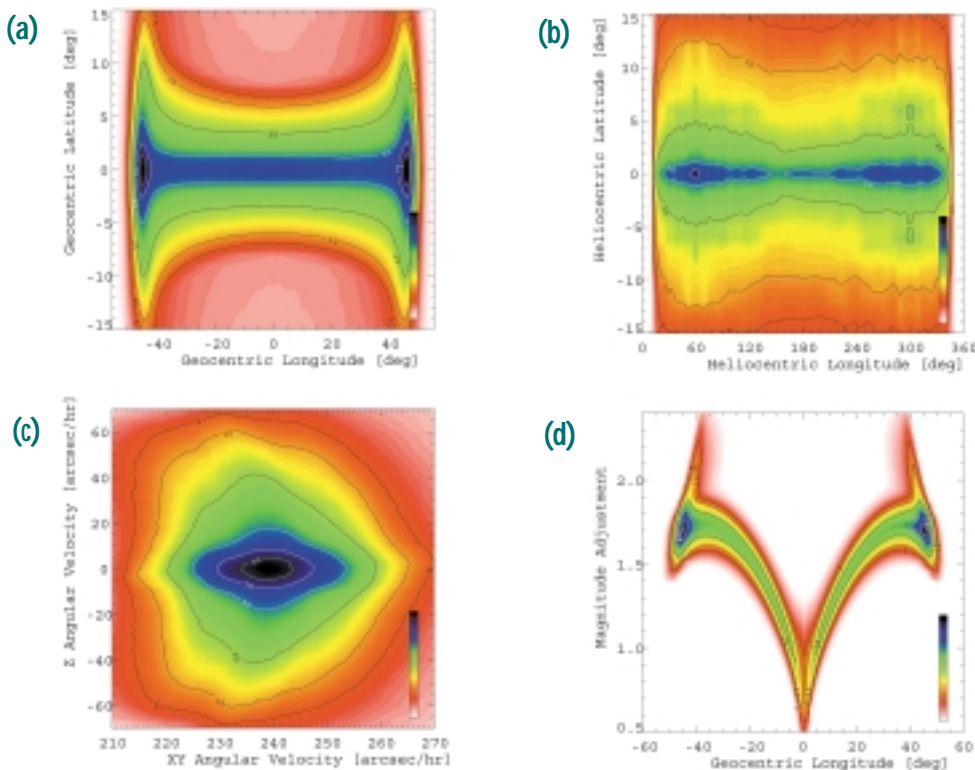 (a)
Geocentric Latitude [deg]
15
10
5
0
-5
-10
-15
-40 -20 0 20 40
Geocentric Longitude [deg]
(b)
Heliocentric Latitude [deg]
15
10
5
0
-5
-10
-15
0 60 120 180 240 300 360
Heliocentric Longitude [deg]
(c)
Z Angular Velocity [arcsec/hr]
60
40
20
0
-20
-40
-60
210 220 230 240 250 260 270
XY Angular Velocity [arcsec/hr]
(d)
Magnitude Adjustment
2.0
1.5
1.0
0.5
-60 -40 -20 0 20 40 60
Geocentric Longitude [deg]